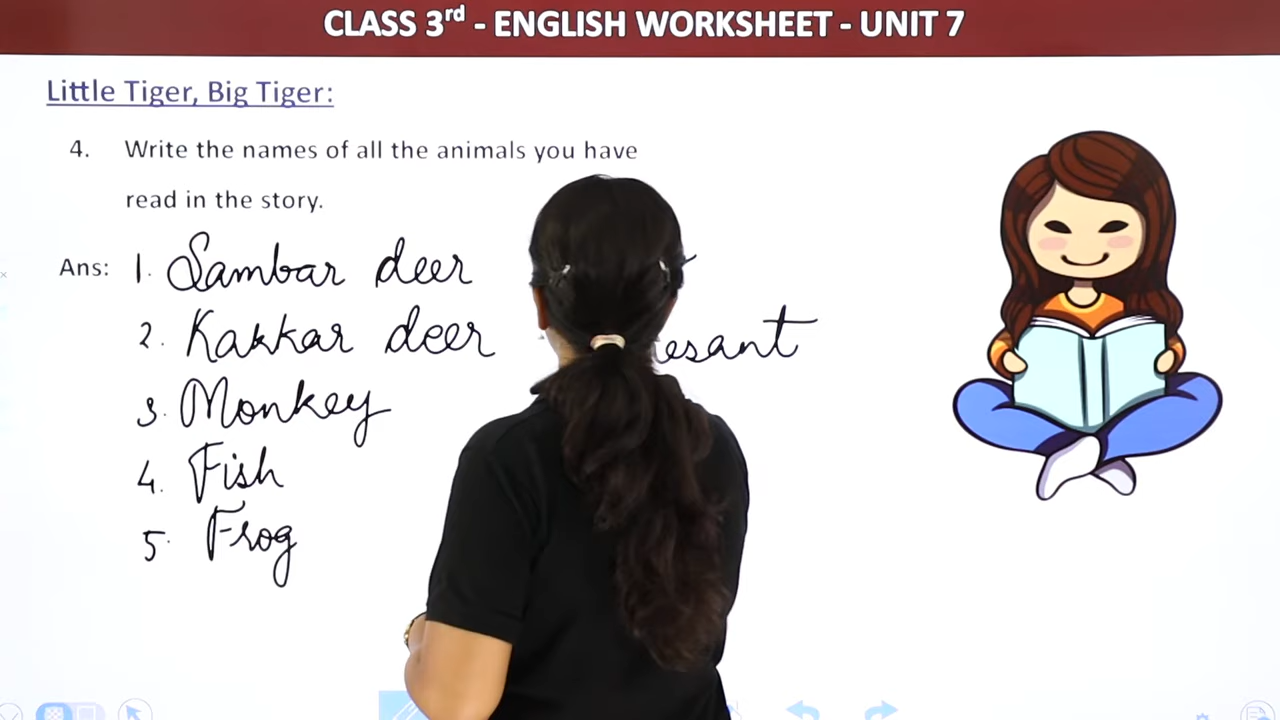 CLASS 3rd - ENGLISH WORKSHEET - UNIT 7
Little Tiger, Big Tiger:
4. Write the names of all the animals you have
read in the story.
Ans: 1. Sambar deer
2. Kakkar deer
3. Monkey
4. Fish
5. Frog